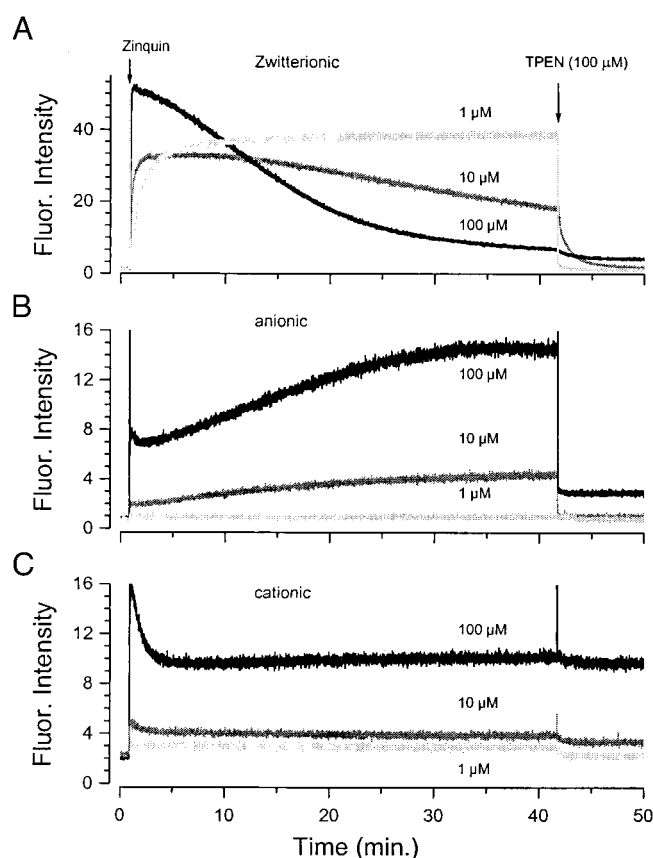 A
Zinquin
Zwitterionic
TPEN (100 µM)
1 µM
10 µM
100 µM
40
20
0
Fluor. Intensity
B
anionic
100 µM
10 µM
1 µM
16
12
8
4
0
Fluor. Intensity
C
cationic
100 µM
10 µM
1 µM
16
12
8
4
0
Fluor. Intensity
0 10 20 30 40 50
Time (min.)